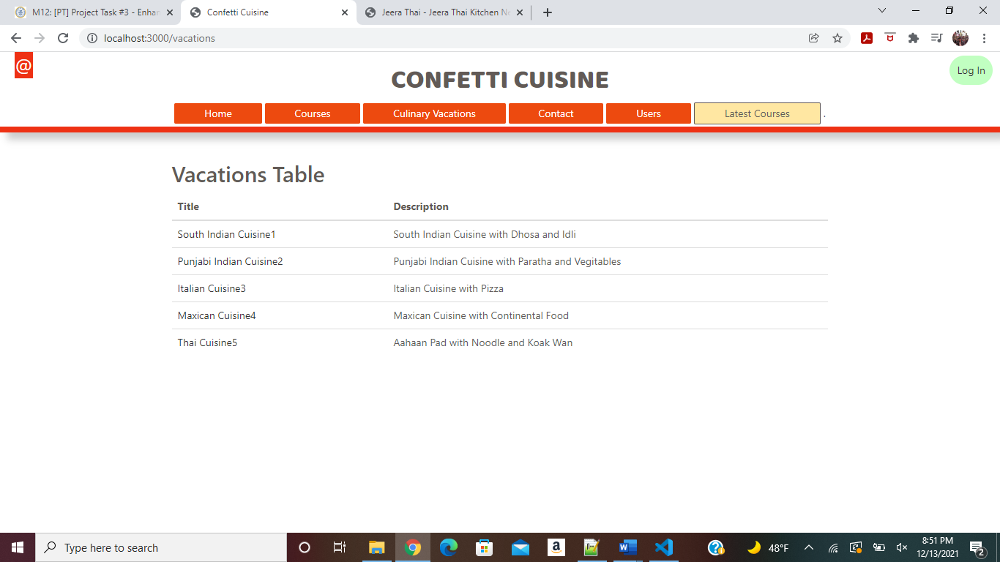 M12: [PT] Project Task #3 - Enhan
Confetti Cuisine
Jeera Thai - Jeera Thai Kitchen Ne
localhost:3000/vacations
@
Log In
CONFETTI CUISINE
Home Courses Culinary Vacations Contact Users Latest Courses .
Vacations Table
Title Description
South Indian Cuisine1 South Indian Cuisine with Dhosa and Idli
Punjabi Indian Cuisine2 Punjabi Indian Cuisine with Paratha and Vegitables
Italian Cuisine3 Italian Cuisine with Pizza
Maxican Cuisine4 Maxican Cuisine with Continental Food
Thai Cuisine5 Aahaan Pad with Noodle and Koak Wan
Type here to search
48°F
8:51 PM
12/13/2021
2